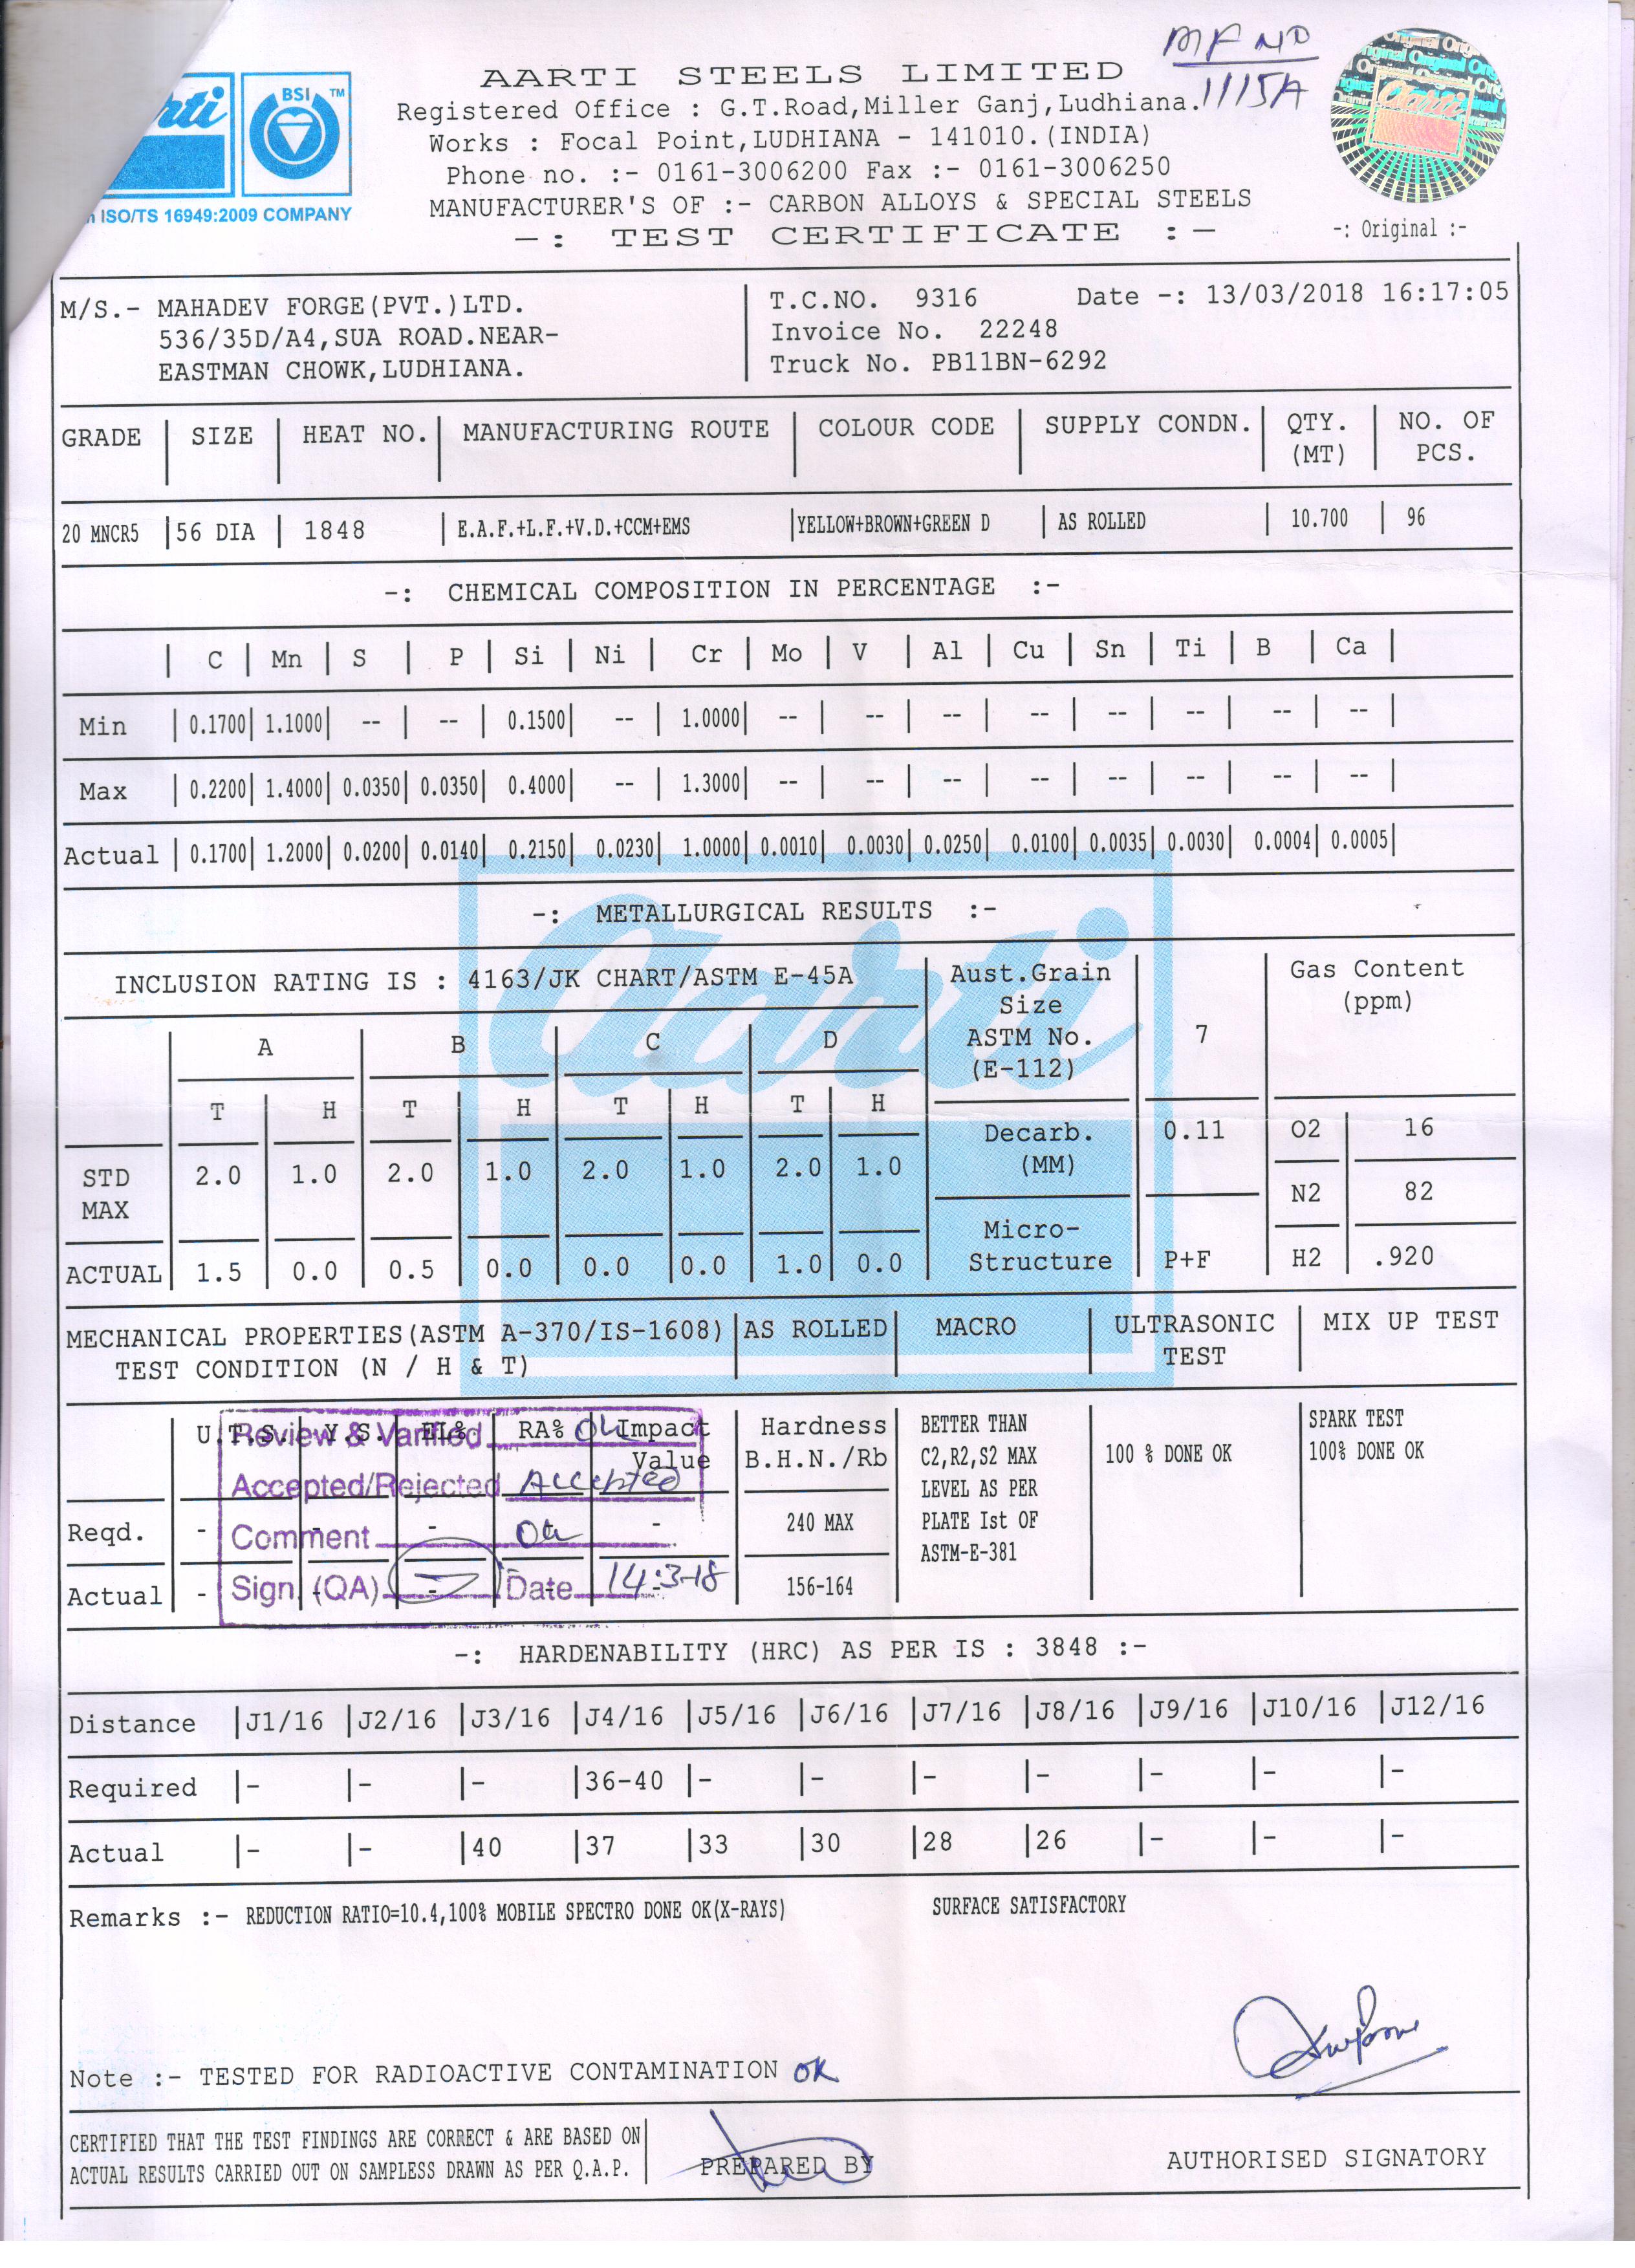 MF NO
1115A
AARTI STEELS LIMITED
Registered Office : G.T.Road,Miller Ganj,Ludhiana.
Works : Focal Point,LUDHIANA - 141010.(INDIA)
Phone no. :- 0161-3006200 Fax :- 0161-3006250
MANUFACTURER'S OF :- CARBON ALLOYS & SPECIAL STEELS
-: TEST CERTIFICATE :-
-: Original :-
BSI TM
ISO/TS 16949:2009 COMPANY
M/S.- MAHADEV FORGE(PVT.)LTD.
536/35D/A4,SUA ROAD.NEAR-
EASTMAN CHOWK,LUDHIANA.
T.C.NO. 9316 Date -: 13/03/2018 16:17:05
Invoice No. 22248
Truck No. PB11BN-6292
GRADE SIZE HEAT NO. MANUFACTURING ROUTE COLOUR CODE SUPPLY CONDN. QTY. (MT) NO. OF PCS.
20 MNCR5 56 DIA 1848 E.A.F.+L.F.+V.D.+CCM+EMS YELLOW+BROWN+GREEN D AS ROLLED 10.700 96
-: CHEMICAL COMPOSITION IN PERCENTAGE :-
C Mn S P Si Ni Cr Mo V Al Cu Sn Ti B Ca
Min 0.1700 1.1000 -- -- 0.1500 -- 1.0000 -- -- -- -- -- -- -- --
Max 0.2200 1.4000 0.0350 0.0350 0.4000 -- 1.3000 -- -- -- -- -- -- -- --
Actual 0.1700 1.2000 0.0200 0.0140 0.2150 0.0230 1.0000 0.0010 0.0030 0.0250 0.0100 0.0035 0.0030 0.0004 0.0005
-: METALLURGICAL RESULTS :-
INCLUSION RATING IS : 4163/JK CHART/ASTM E-45A
A B C D
T H T H T H T H
STD MAX 2.0 1.0 2.0 1.0 2.0 1.0 2.0 1.0
ACTUAL 1.5 0.0 0.5 0.0 0.0 0.0 1.0 0.0
Aust.Grain
Size
ASTM No.
(E-112)
7
Decarb.
(MM)
0.11
Micro-
Structure P+F
Gas Content
(ppm)
O2 16
N2 82
H2 .920
aarti
MECHANICAL PROPERTIES(ASTM A-370/IS-1608) AS ROLLED MACRO ULTRASONIC TEST MIX UP TEST
TEST CONDITION (N / H & T)
U.T.S. Y.S. EL% RA% Impact Value
Hardness
B.H.N./Rb
Reqd. - - - - - 240 MAX
Actual - - - - - 156-164
BETTER THAN
C2,R2,S2 MAX
LEVEL AS PER
PLATE Ist OF
ASTM-E-381
100 % DONE OK
SPARK TEST
100% DONE OK
Review & Varified Ok
Accepted/Rejected Accepted
Comment Ok
Sign. (QA) Date 14-3-18
-: HARDENABILITY (HRC) AS PER IS : 3848 :-
Distance J1/16 J2/16 J3/16 J4/16 J5/16 J6/16 J7/16 J8/16 J9/16 J10/16 J12/16
Required - - - 36-40 - - - - - - -
Actual - - 40 37 33 30 28 26 - - -
Remarks :- REDUCTION RATIO=10.4,100% MOBILE SPECTRO DONE OK(X-RAYS) SURFACE SATISFACTORY
Note :- TESTED FOR RADIOACTIVE CONTAMINATION OK
CERTIFIED THAT THE TEST FINDINGS ARE CORRECT & ARE BASED ON
ACTUAL RESULTS CARRIED OUT ON SAMPLESS DRAWN AS PER Q.A.P.
PREPARED BY
AUTHORISED SIGNATORY